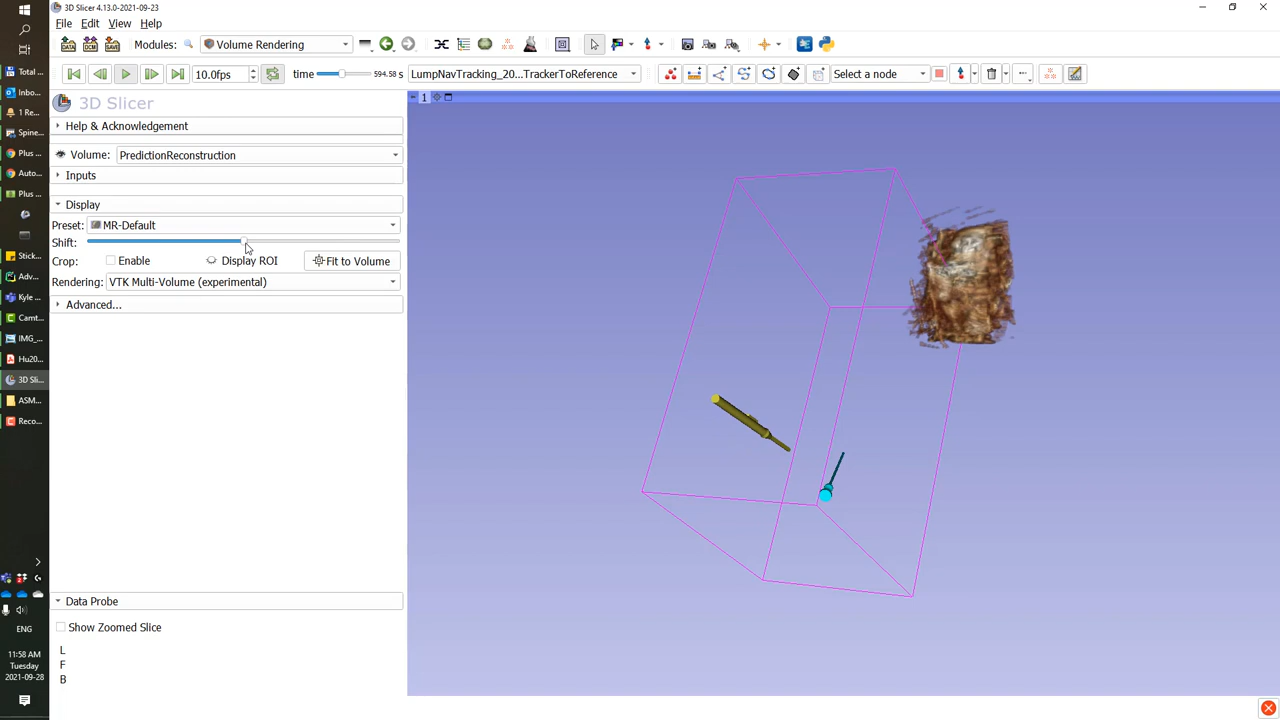 3D Slicer 4.13.0-2021-09-23
File Edit View Help
DATA DCM SAVE Modules: Volume Rendering
10.0fps time 594.58 s LumpNavTracking_20...TrackerToReference Select a node
1
3D Slicer
Help & Acknowledgement
Volume: PredictionReconstruction
Inputs
Display
Preset: MR-Default
Shift:
Crop: Enable Display ROI Fit to Volume
Rendering: VTK Multi-Volume (experimental)
Advanced...
Data Probe
Show Zoomed Slice
L
F
B
Total ...
Inbo...
1 Re...
Spine...
Plus ...
Auto...
Plus ...
Stick...
Adv...
Kyle ...
Camt...
IMG_...
Hu20...
3D Sli...
ASM...
Reco...
ENG
11:58 AM
Tuesday
2021-09-28